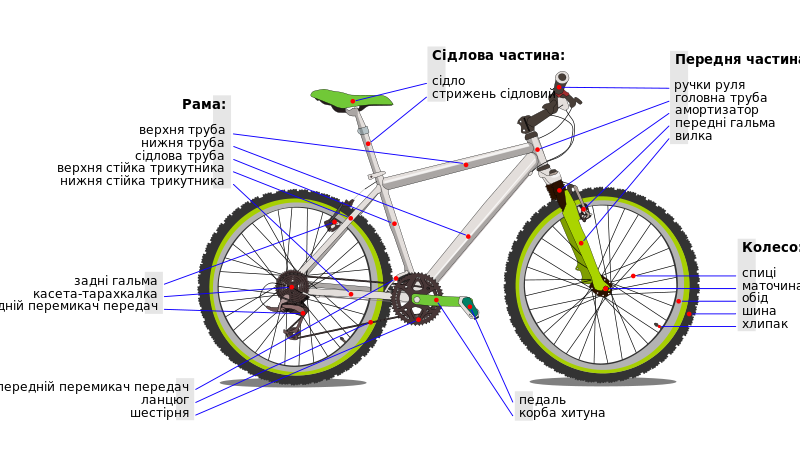 Сідлова частина:
сідло
стрижень сідловий
Передня частина
ручки руля
головна труба
амортизатор
передні гальма
вилка
Рама:
верхня труба
нижня труба
сідлова труба
верхня стійка трикутника
нижня стійка трикутника
Колесо:
спиці
маточина
обід
шина
хлипак
задні гальма
касета-тарахкалка
дній перемикач передач
передній перемикач передач
ланцюг
шестірня
педаль
корба хитуна